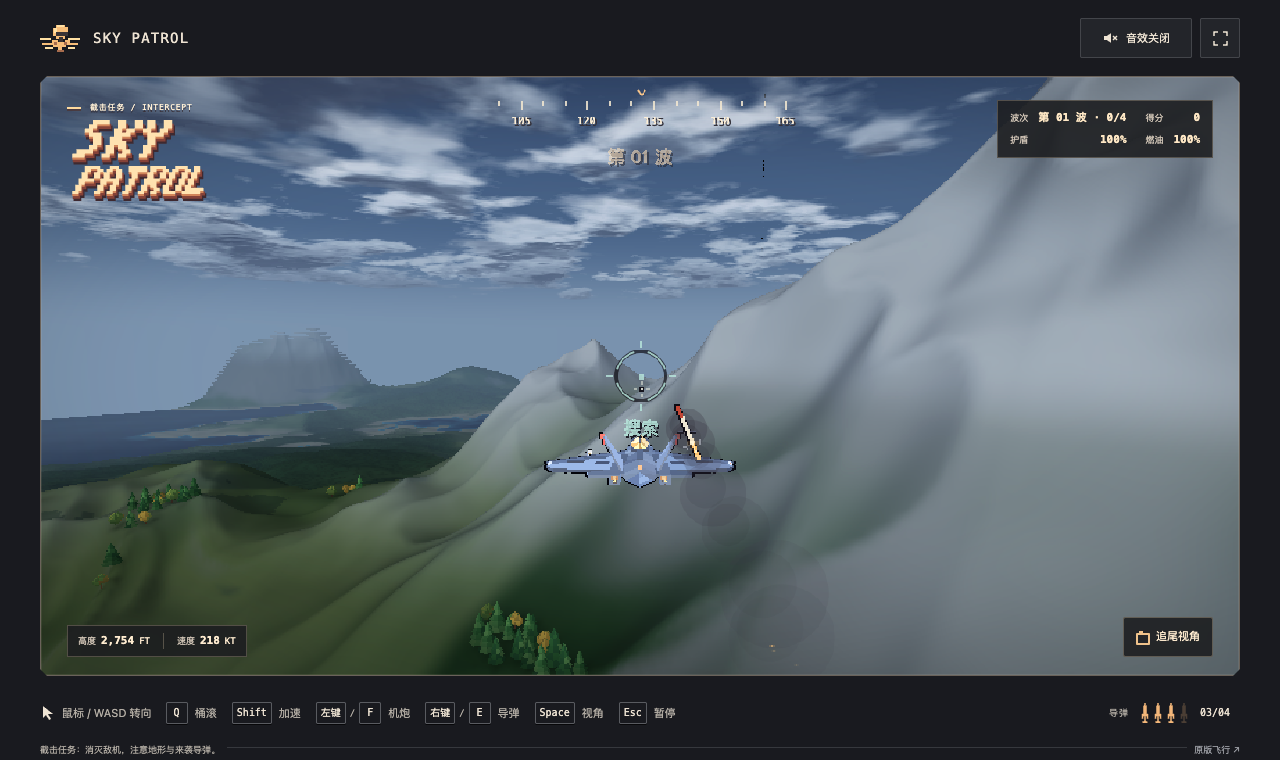 SKY PATROL
音效关闭
截击任务 / INTERCEPT
SKY
PATROL
105 120 135 150 165
第 01 波
波次 第 01 波 · 0/4 得分 0
护盾 100% 燃油 100%
搜索
高度 2,754 FT 速度 218 KT
追尾视角
鼠标 / WASD 转向 Q 桶滚 Shift 加速 左键 / F 机炮 右键 / E 导弹 Space 视角 Esc 暂停
导弹 03/04
截击任务：消灭敌机，注意地形与来袭导弹。
原版飞行 ↗